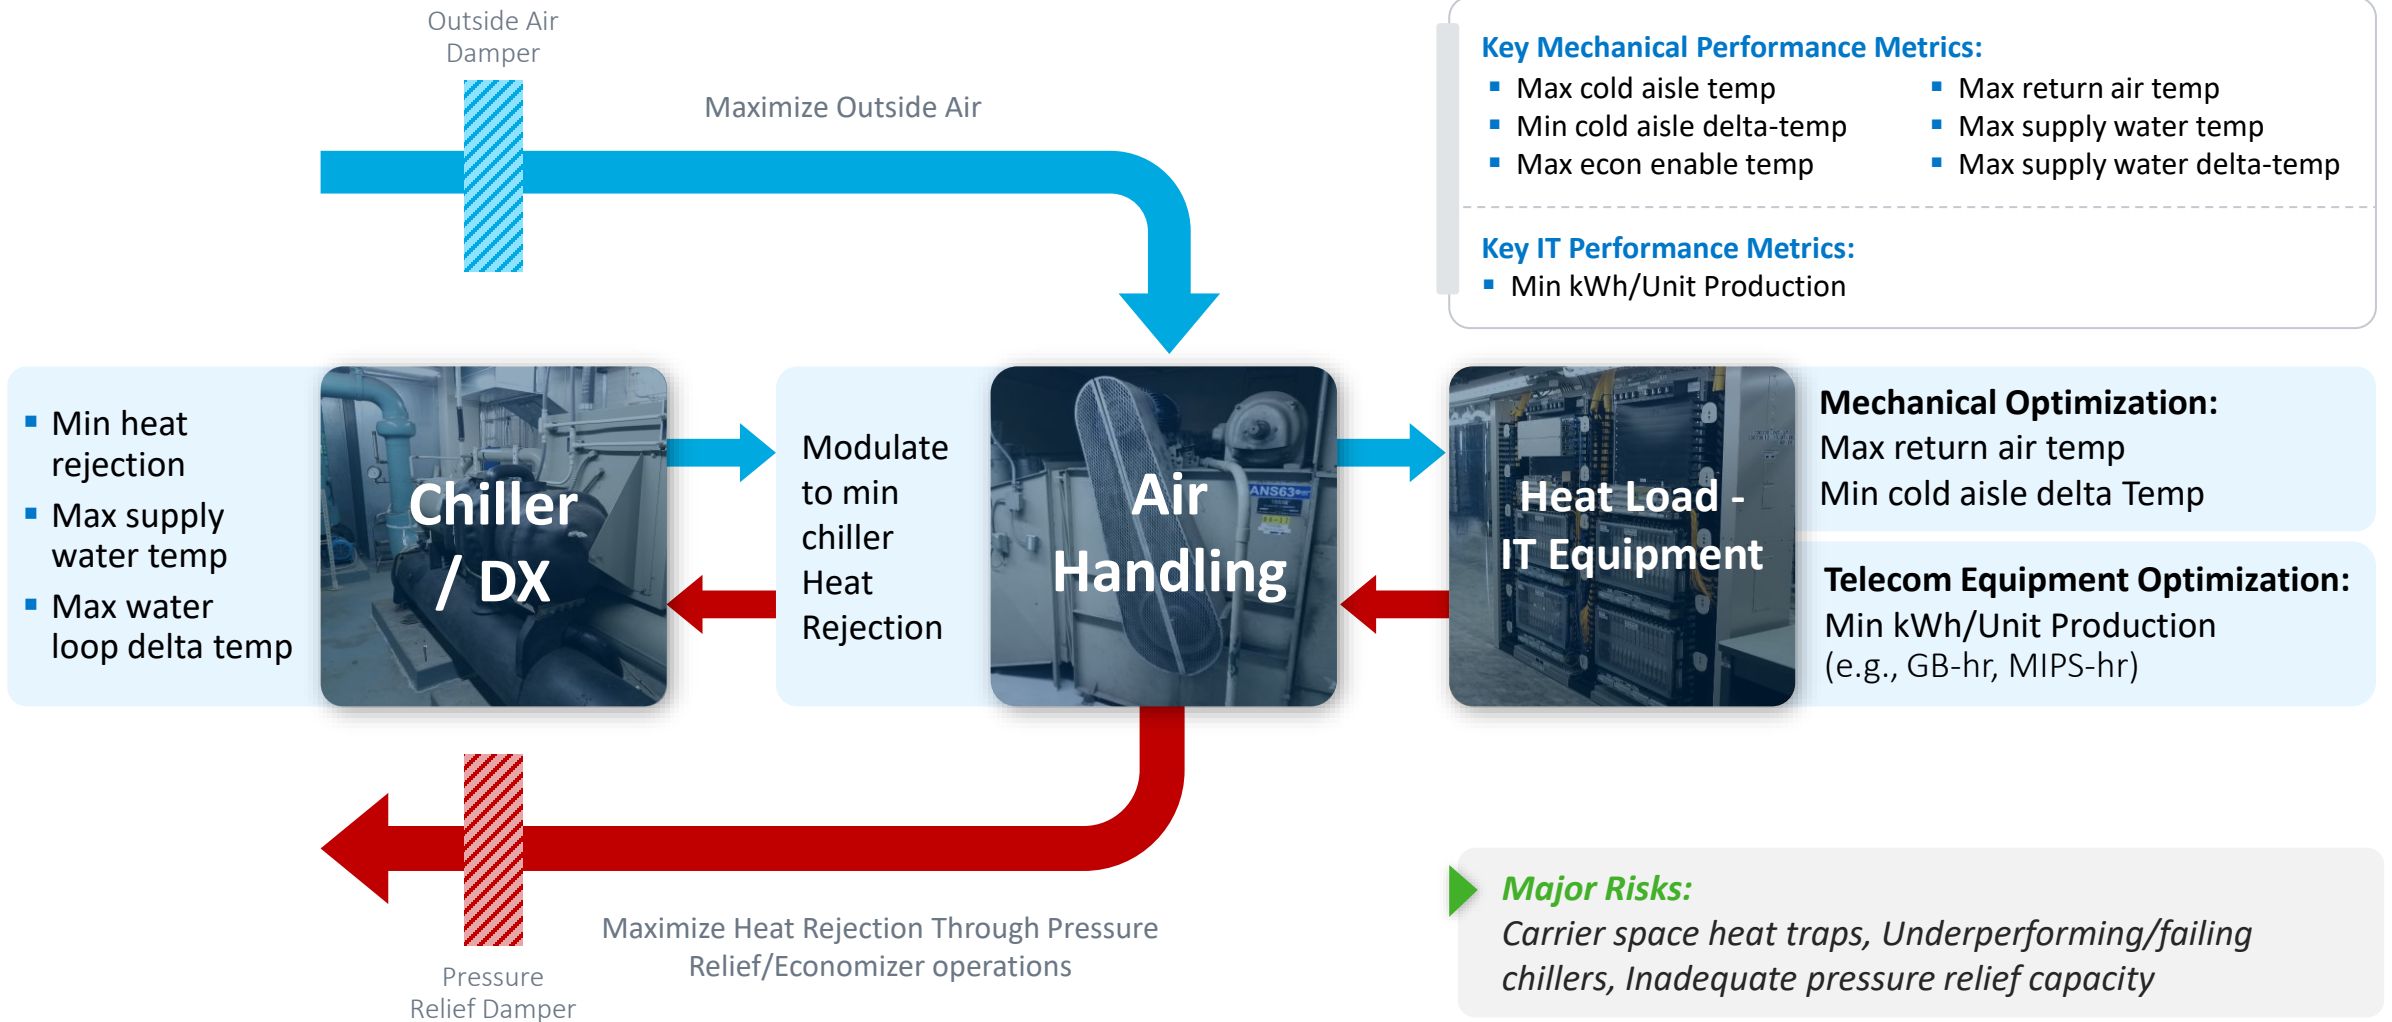 Outside Air
Damper
Maximize Outside Air
Key Mechanical Performance Metrics:
Max cold aisle temp
Min cold aisle delta-temp
Max econ enable temp
Max return air temp
Max supply water temp
Max supply water delta-temp
Key IT Performance Metrics:
Min kWh/Unit Production
Min heat
rejection
Max supply
water temp
Max water
loop delta temp
Chiller
/ DX
Modulate
to min
chiller
Heat
Rejection
ANS63
Air
Handling
Heat Load -
IT Equipment
Mechanical Optimization:
Max return air temp
Min cold aisle delta Temp
Telecom Equipment Optimization:
Min kWh/Unit Production
(e.g., GB-hr, MIPS-hr)
Maximize Heat Rejection Through Pressure
Relief/Economizer operations
Pressure
Relief Damper
Major Risks:
Carrier space heat traps, Underperforming/failing
chillers, Inadequate pressure relief capacity